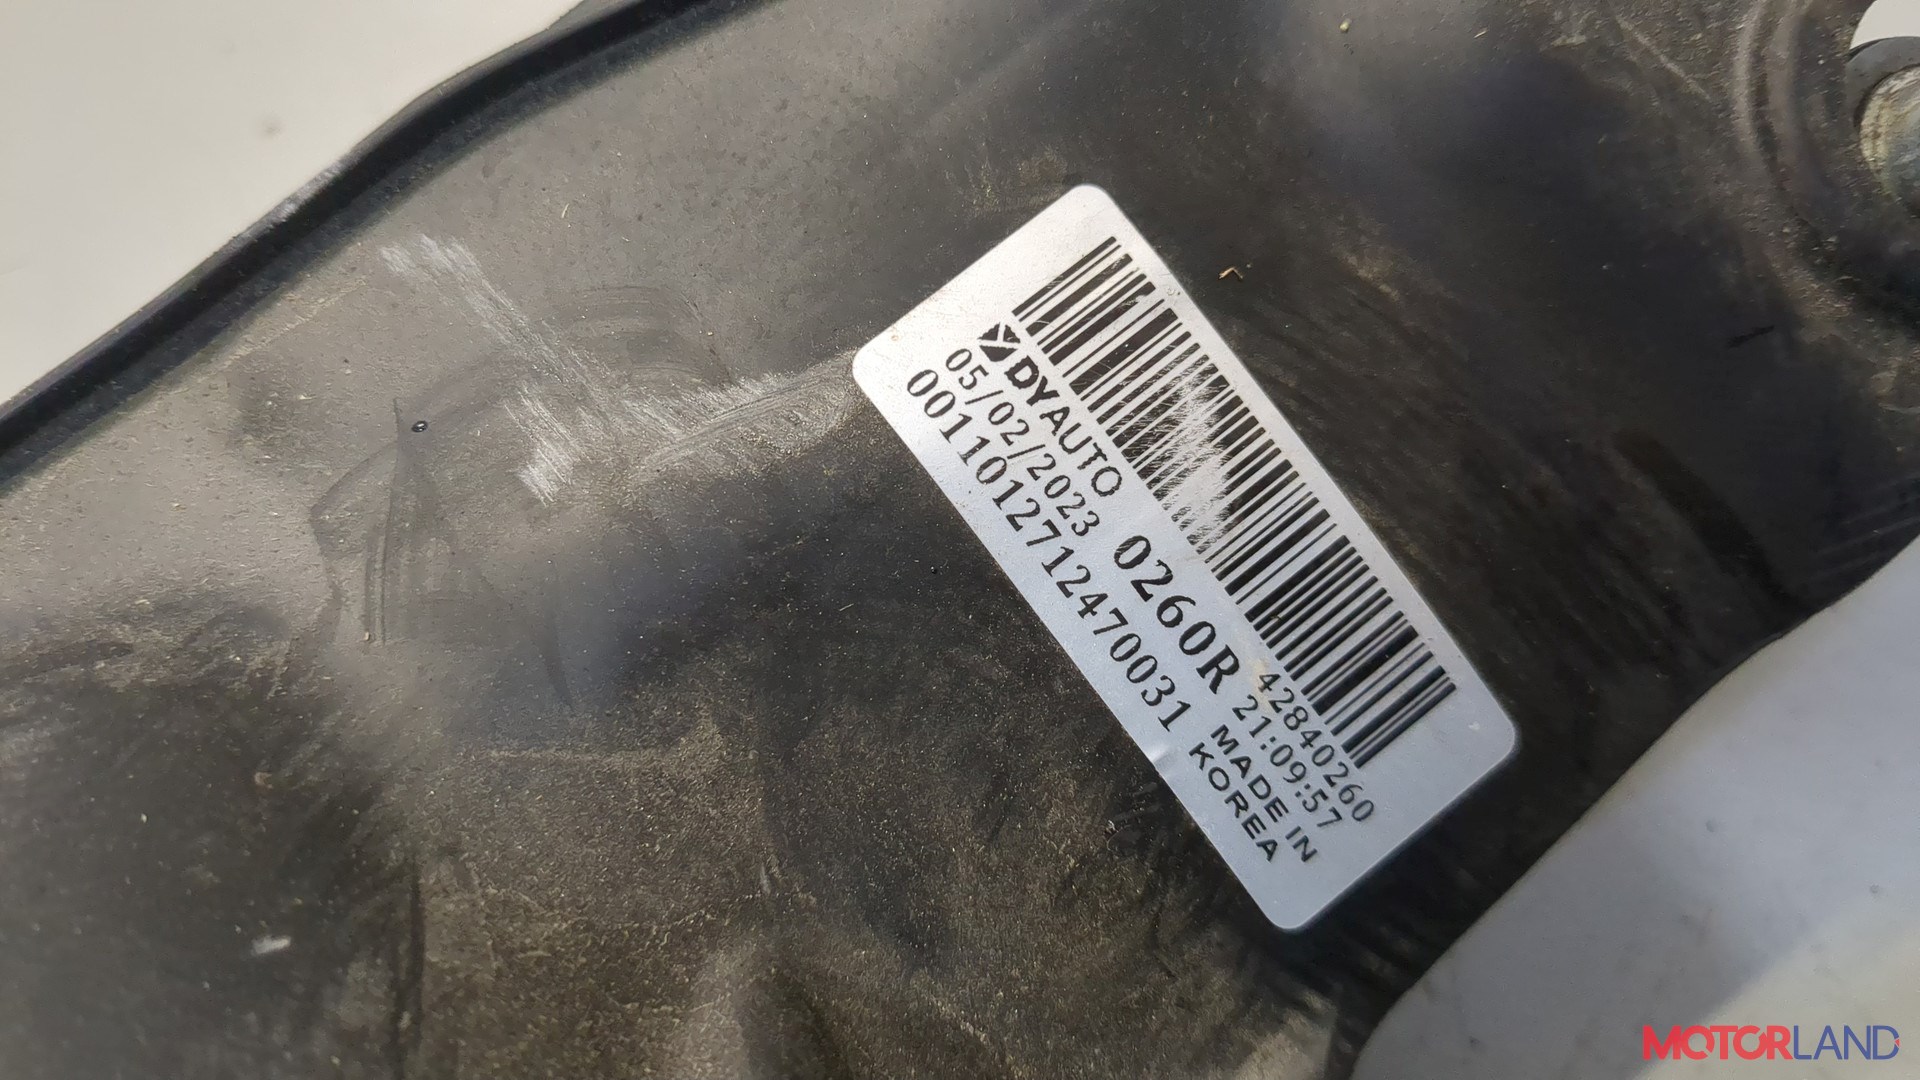 42840260
DYAUTO 0260R 21:09:57
05/02/2023 MADE IN
0011012712470031 KOREA
MOTORLAND